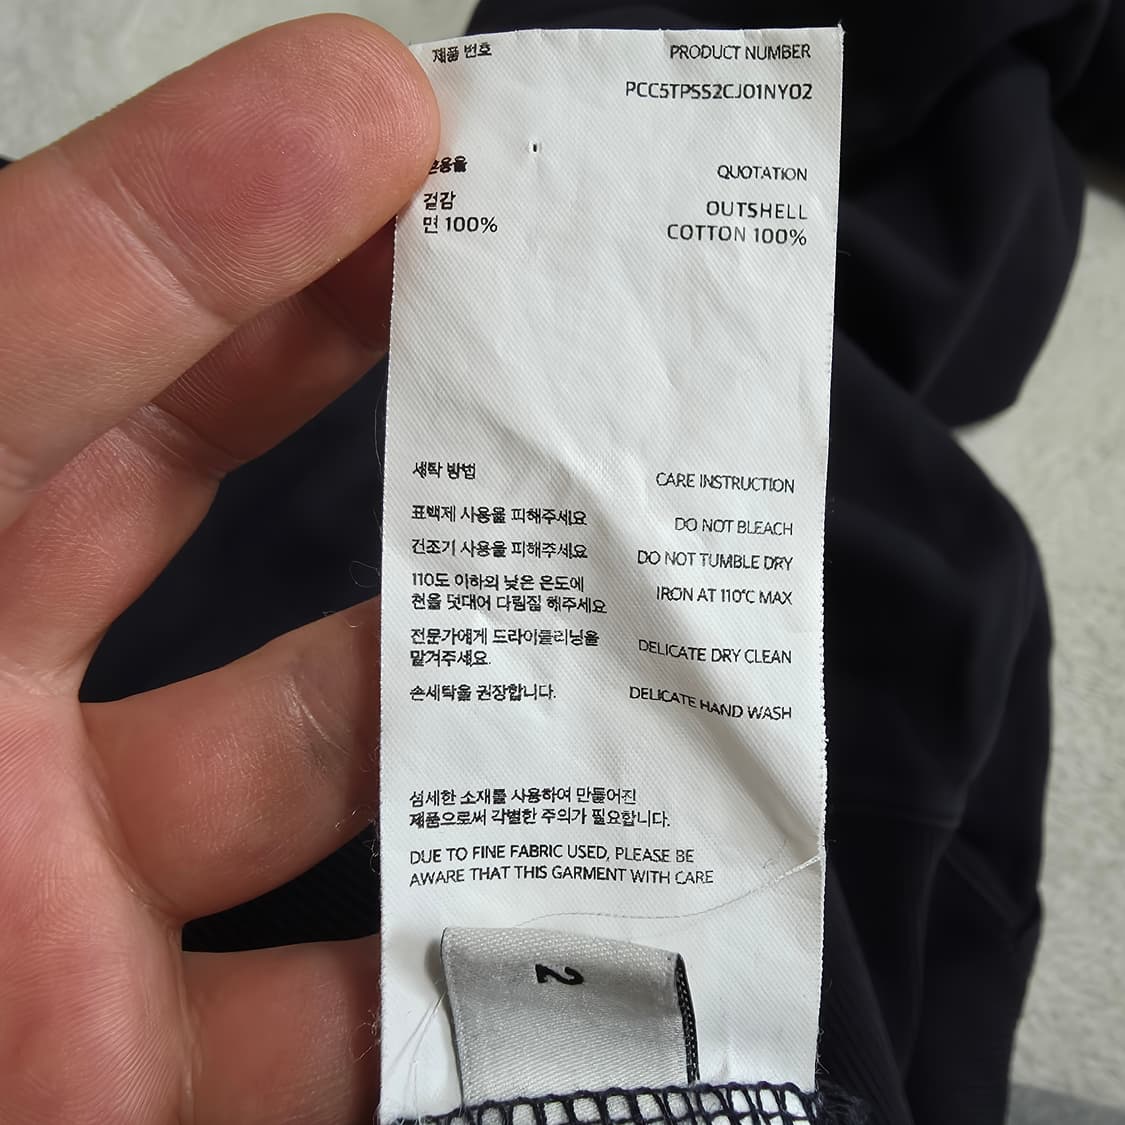 제품 번호 PRODUCT NUMBER
PCC5TPSS2CJ01NY02
혼용율 QUOTATION
겉감 OUTSHELL
면 100% COTTON 100%
세탁 방법 CARE INSTRUCTION
표백제 사용을 피해주세요 DO NOT BLEACH
건조기 사용을 피해주세요 DO NOT TUMBLE DRY
110도 이하의 낮은 온도에 IRON AT 110°C MAX
천을 덧대어 다림질 해주세요
전문가에게 드라이클리닝을 DELICATE DRY CLEAN
맡겨주세요.
손세탁을 권장합니다. DELICATE HAND WASH
섬세한 소재를 사용하여 만들어진
제품으로써 각별한 주의가 필요합니다.
DUE TO FINE FABRIC USED, PLEASE BE
AWARE THAT THIS GARMENT WITH CARE
2